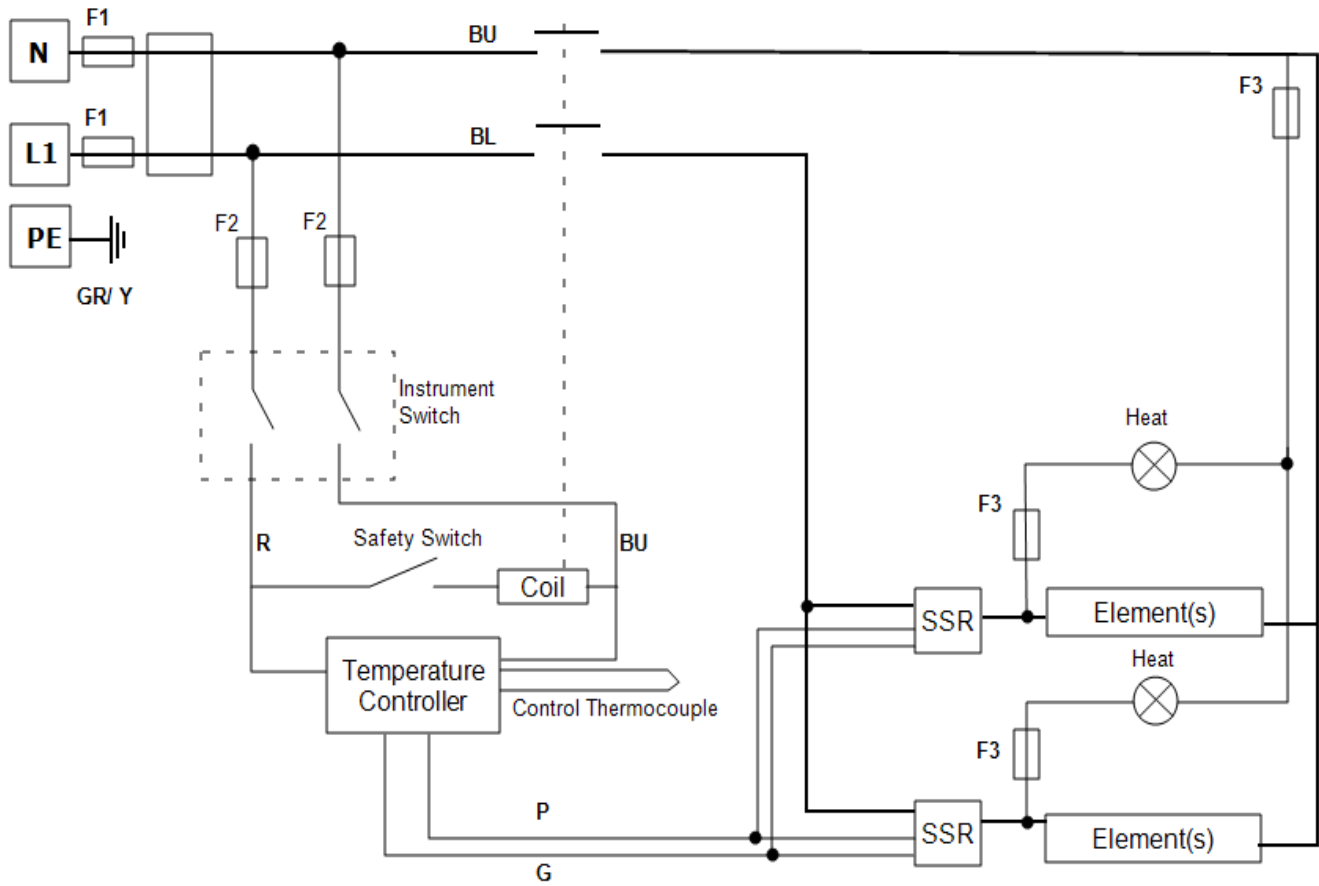 F1
N
BU
F3
F1
L1
BL
F2
F2
PE
GR/ Y
Instrument
Switch
Heat
F3
R
Safety Switch
BU
Coil
SSR
Element(s)
Temperature
Controller
Control Thermocouple
Heat
F3
P
SSR
Element(s)
G